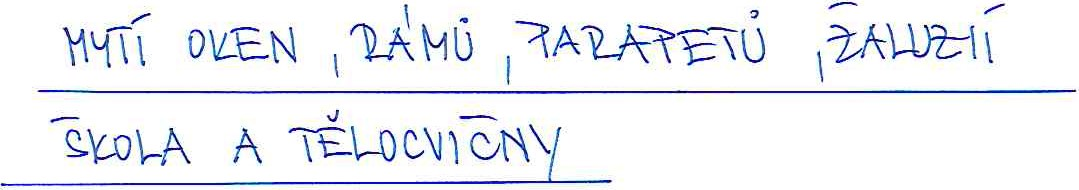 MYTÍ OKEN, RÁMŮ, PARAPETŮ, ŽALUZIÍ
ŠKOLA A TĚLOCVIČNY